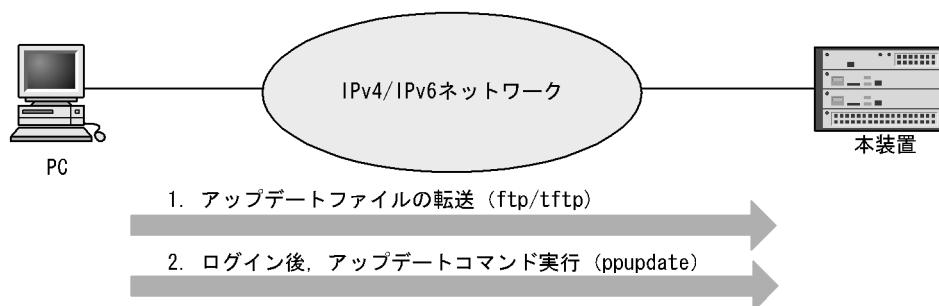 IPv4/IPv6ネットワーク
PC
本装置
1. アップデートファイルの転送（ftp/tftp）
2. ログイン後，アップデートコマンド実行（ppupdate）